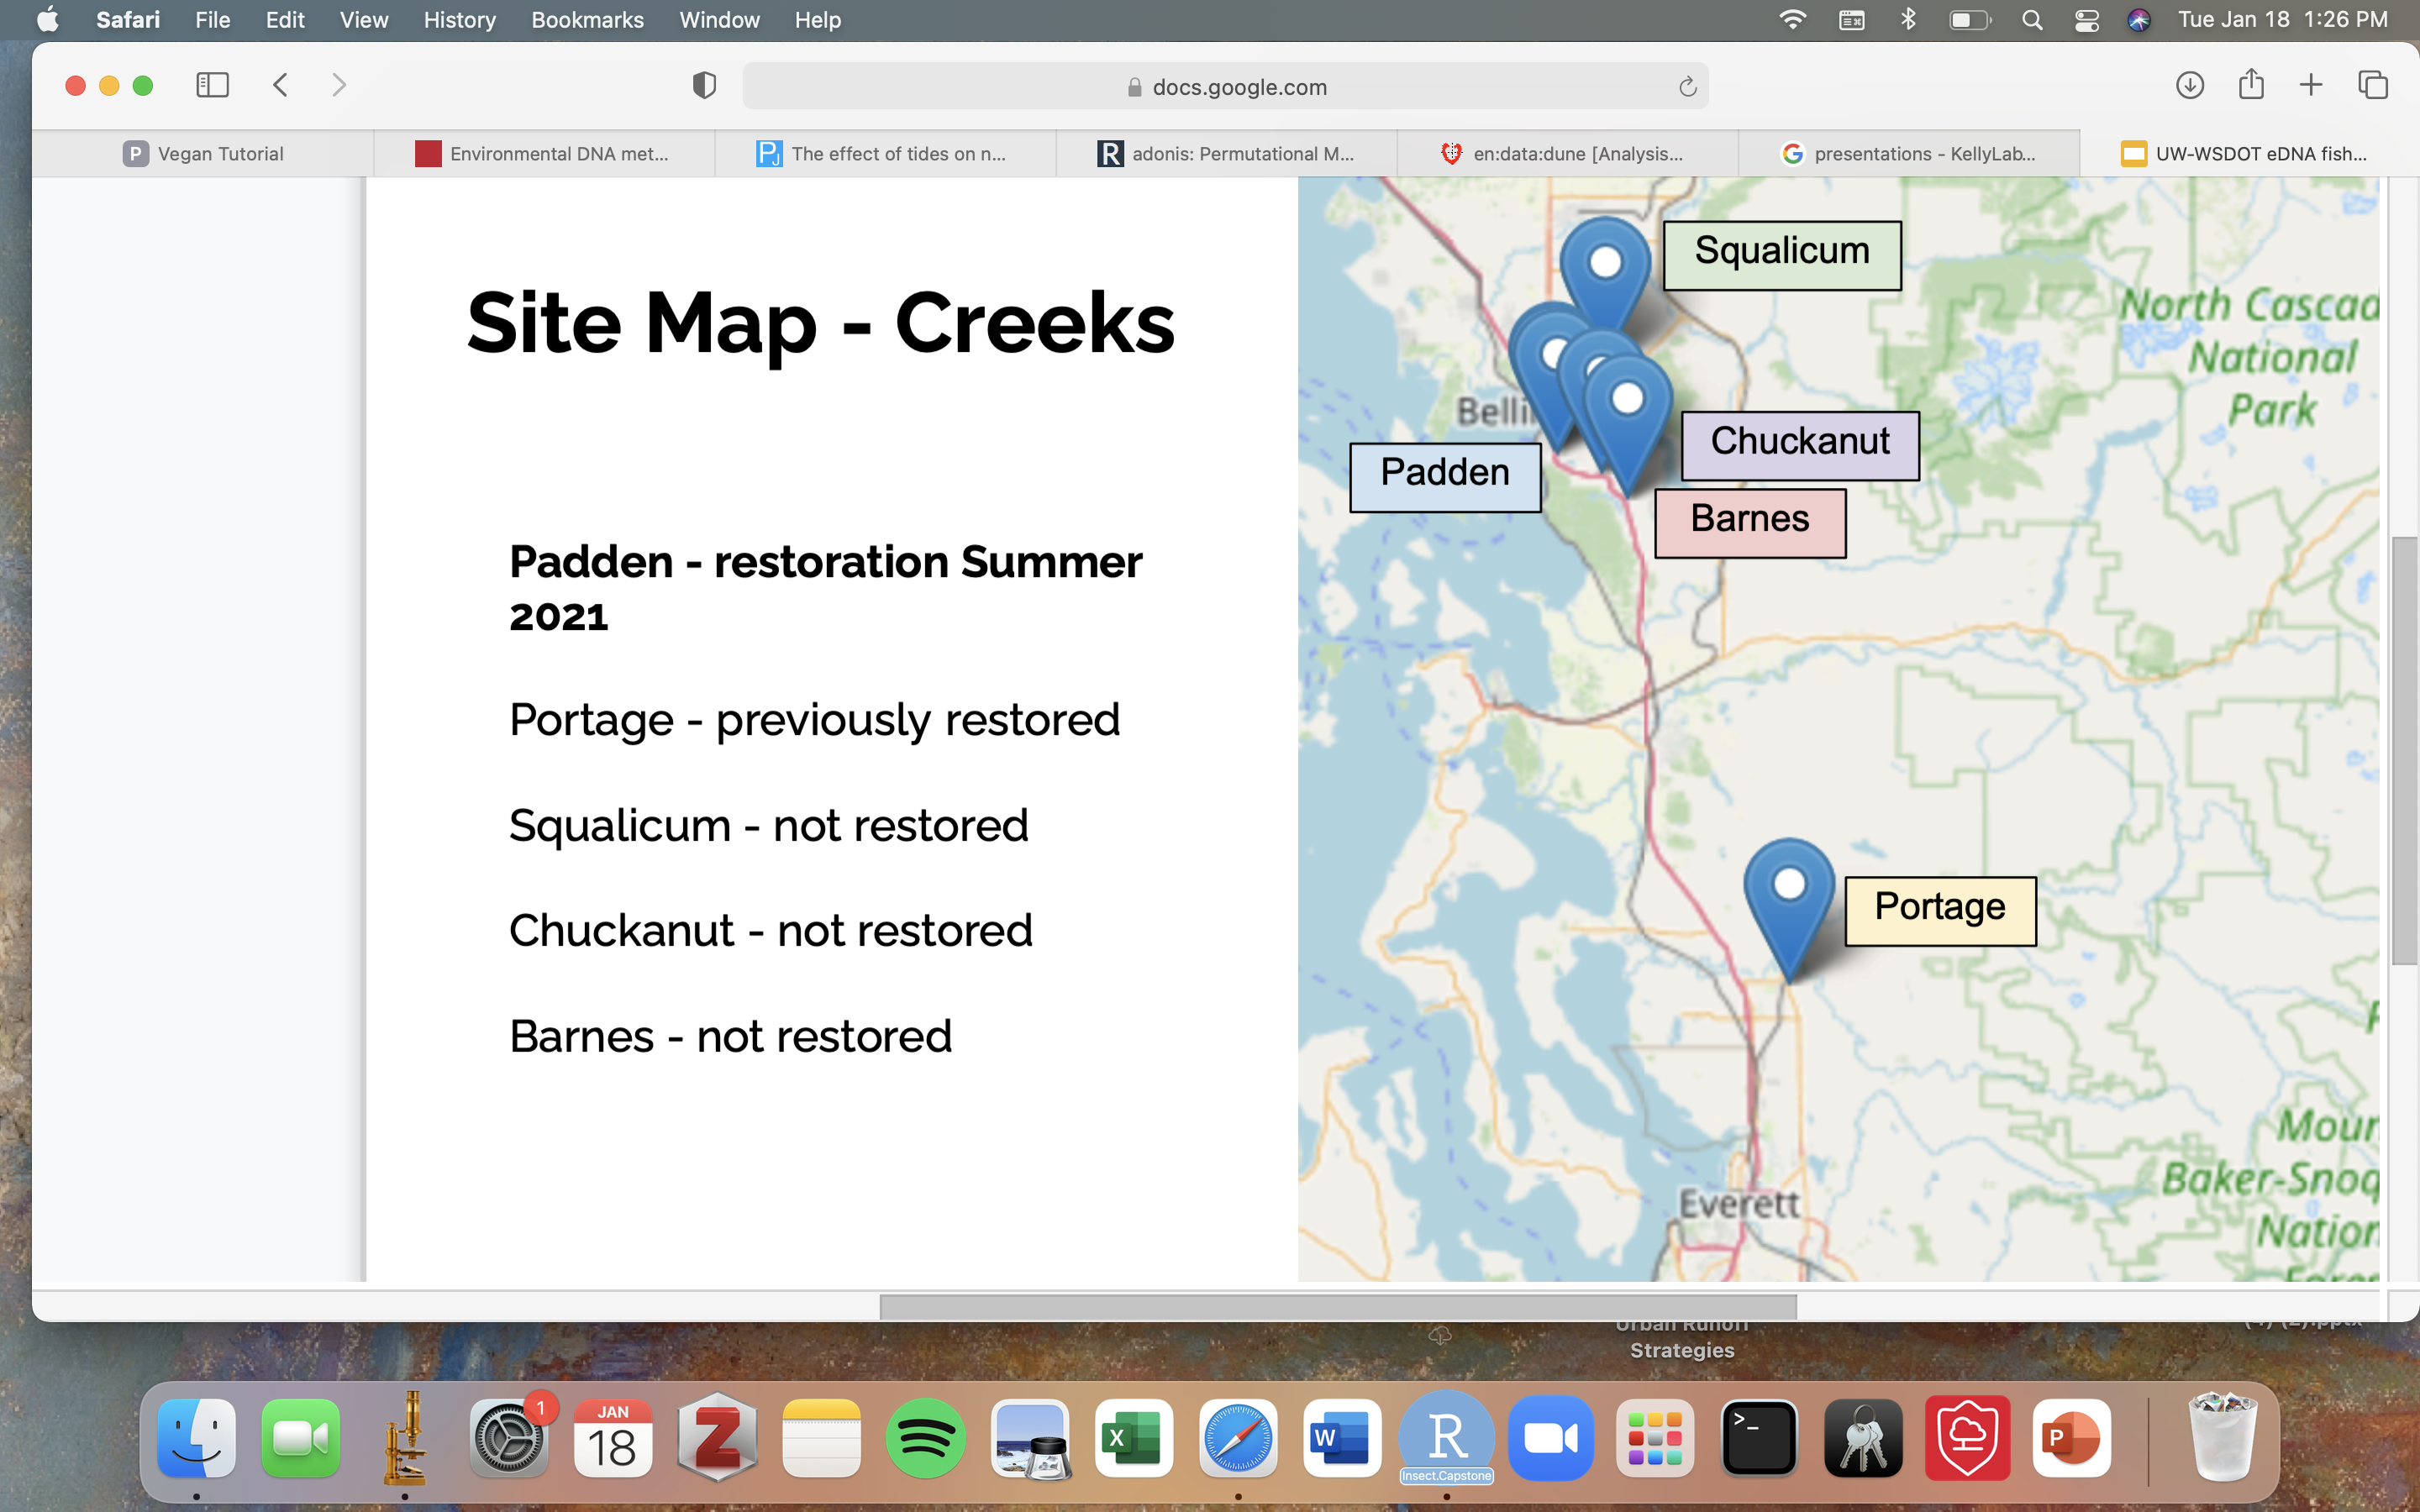 Safari File Edit View History Bookmarks Window Help
Tue Jan 18 1:26 PM
docs.google.com
P Vegan Tutorial
Environmental DNA met...
PJ The effect of tides on n...
R adonis: Permutational M...
en:data:dune [Analysis...
G presentations - KellyLab...
UW-WSDOT eDNA fish...
Site Map - Creeks
Padden - restoration Summer
2021
Portage - previously restored
Squalicum - not restored
Chuckanut - not restored
Barnes - not restored
Squalicum
North Cascad
National
Park
Belli
Chuckanut
Padden
Barnes
Portage
Everett
Moun
Baker-Snoq
Nation
Urban Runoff
Strategies
1
JAN
18
Z
X
W
R
Insect.Capstone
>_
P